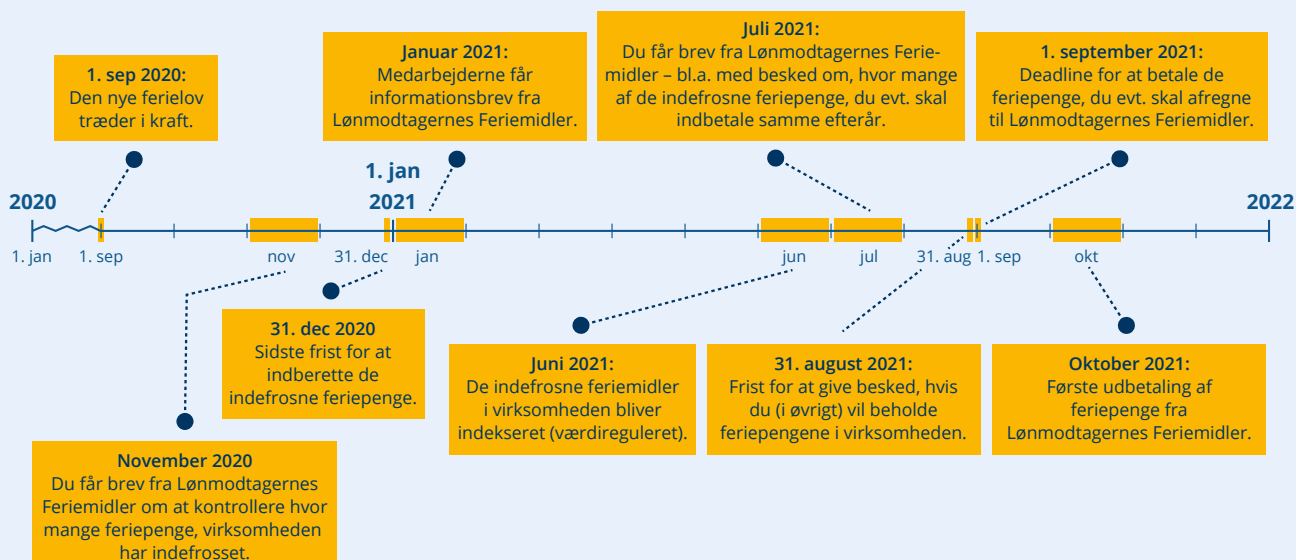 1. sep 2020:
Den nye ferielov
træder i kraft.
Januar 2021:
Medarbejderne får
informationsbrev fra
Lønmodtagernes Feriemidler.
Juli 2021:
Du får brev fra Lønmodtagernes Ferie-
midler – bl.a. med besked om, hvor mange
af de indefrosne feriepenge, du evt. skal
indbetale samme efterår.
1. september 2021:
Deadline for at betale de
feriepenge, du evt. skal afregne
til Lønmodtagernes Feriemidler.
2020
1. jan
2021
2022
1. jan
1. sep
nov
31. dec
jan
jun
jul
31. aug
1. sep
okt
31. dec 2020
Sidste frist for at
indberette de
indefrosne feriepenge.
Juni 2021:
De indefrosne feriemidler
i virksomheden bliver
indekseret (værdireguleret).
31. august 2021:
Frist for at give besked, hvis
du (i øvrigt) vil beholde
feriepengene i virksomheden.
Oktober 2021:
Første udbetaling af
feriepenge fra
Lønmodtagernes Feriemidler.
November 2020
Du får brev fra Lønmodtagernes
Feriemidler om at kontrollere hvor
mange feriepenge, virksomheden
har indefrosset.